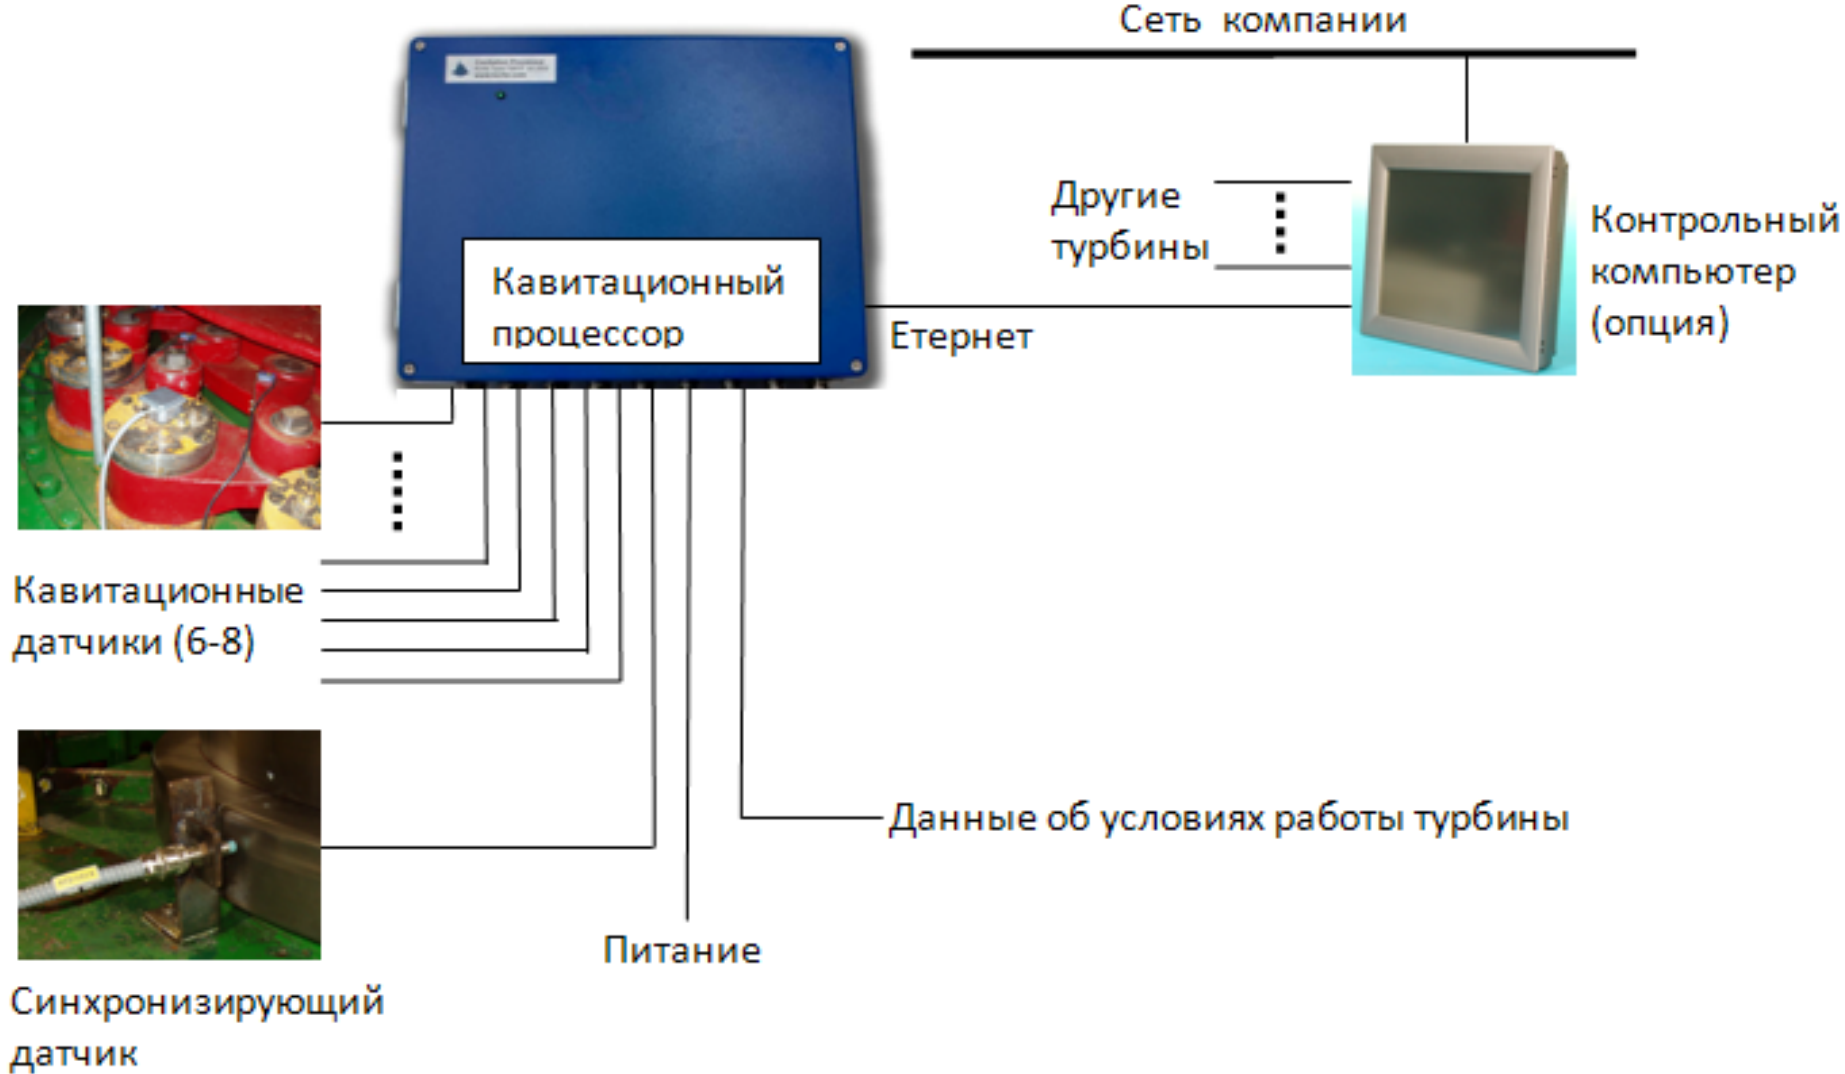 Сеть компании
Другие
турбины
Контрольный
компьютер
(опция)
Кавитационный
процессор
Етернет
Кавитационные
датчики (6-8)
Данные об условиях работы турбины
Питание
Синхронизирующий
датчик